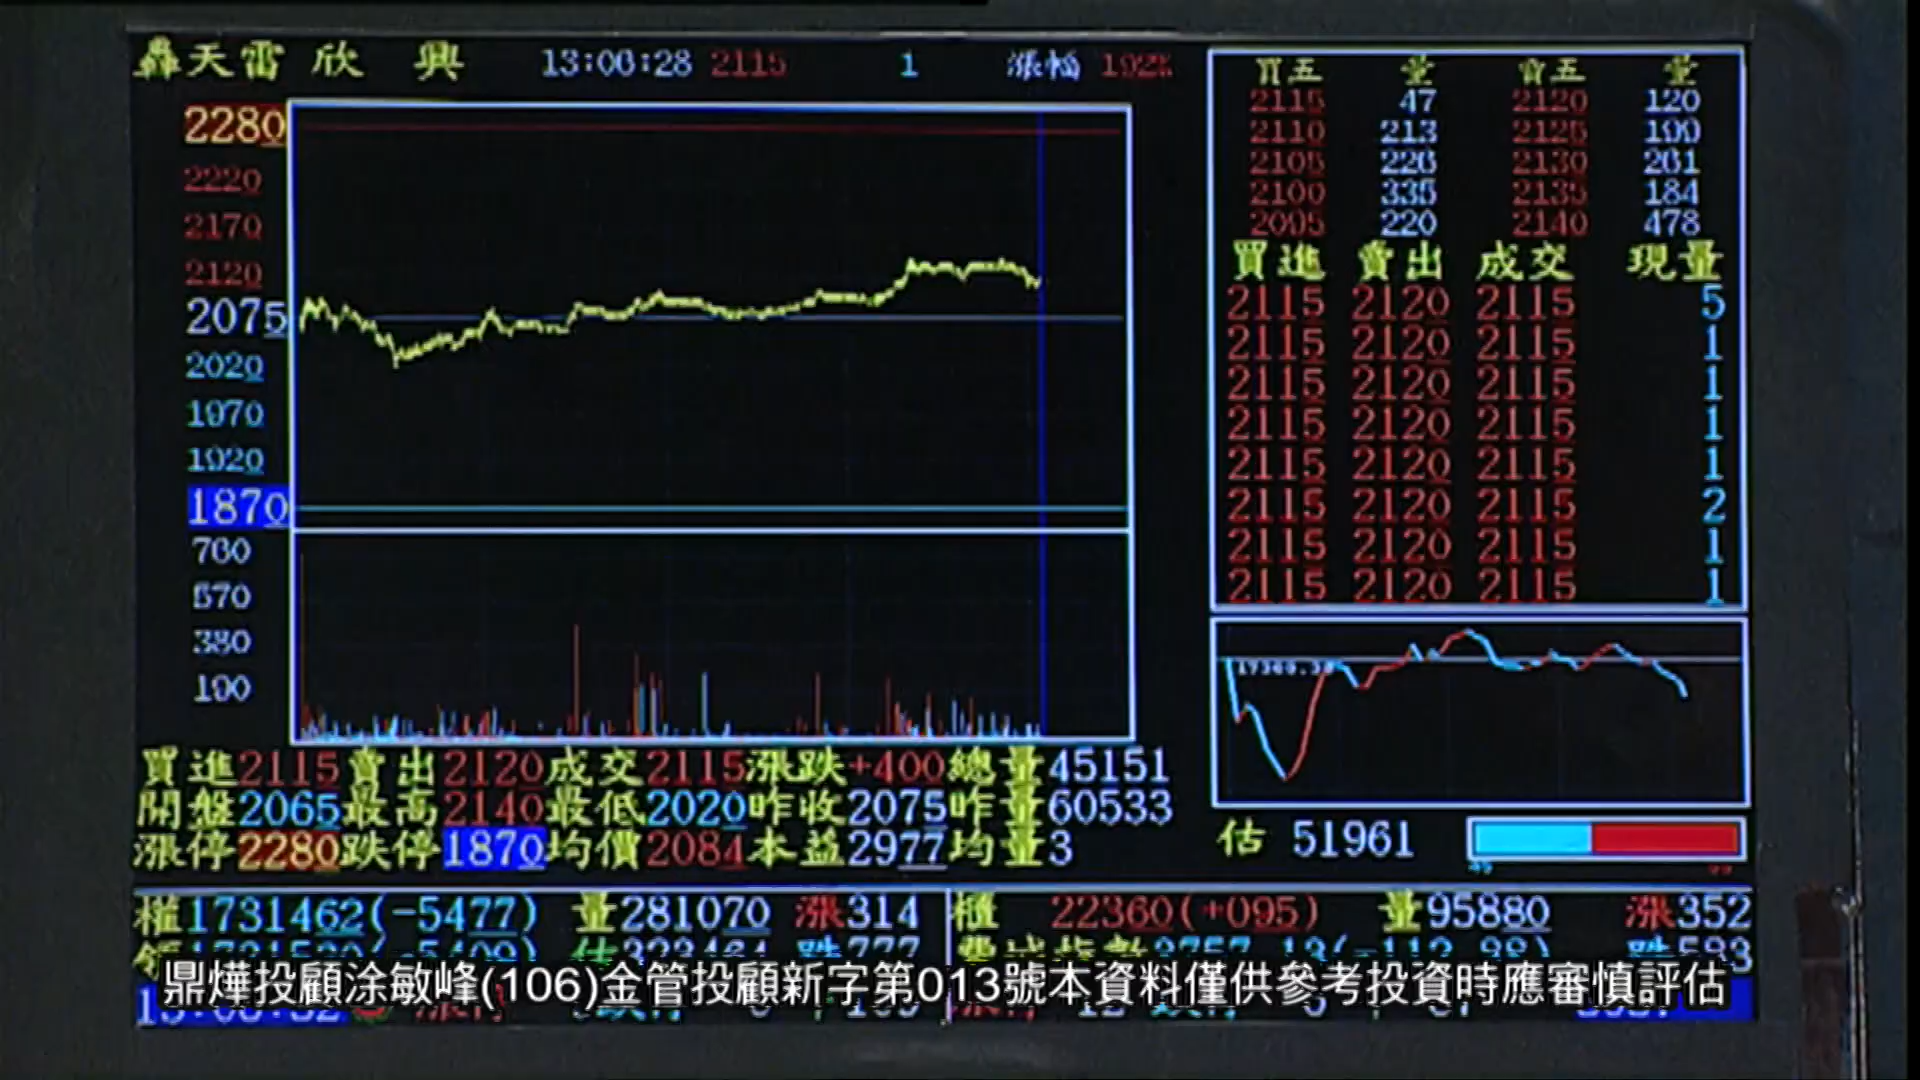 轟天雷 欣 興 13:06:28 2115 1 漲幅 192%
買五 量 賣五 量
2115 47 2120 120
2110 213 2125 190
2105 226 2130 261
2100 335 2135 184
2095 220 2140 478
買進 賣出 成交 現量
2115 2120 2115 5
2115 2120 2115 1
2115 2120 2115 1
2115 2120 2115 1
2115 2120 2115 1
2115 2120 2115 2
2115 2120 2115 1
2115 2120 2115 1
2280
2220
2170
2120
2075
2020
1970
1920
1870
760
570
380
190
買進2115賣出2120成交2115漲跌+400總量45151
開盤2065最高2140最低2020昨收2075昨量60533
漲停2280跌停1870均價2084本益2977均量3
估 51961
權1731462(-5477) 量281070 漲314
櫃 22360(+095) 量95880 漲352
鼎燁投顧涂敏峰(106)金管投顧新字第013號本資料僅供參考投資時應審慎評估